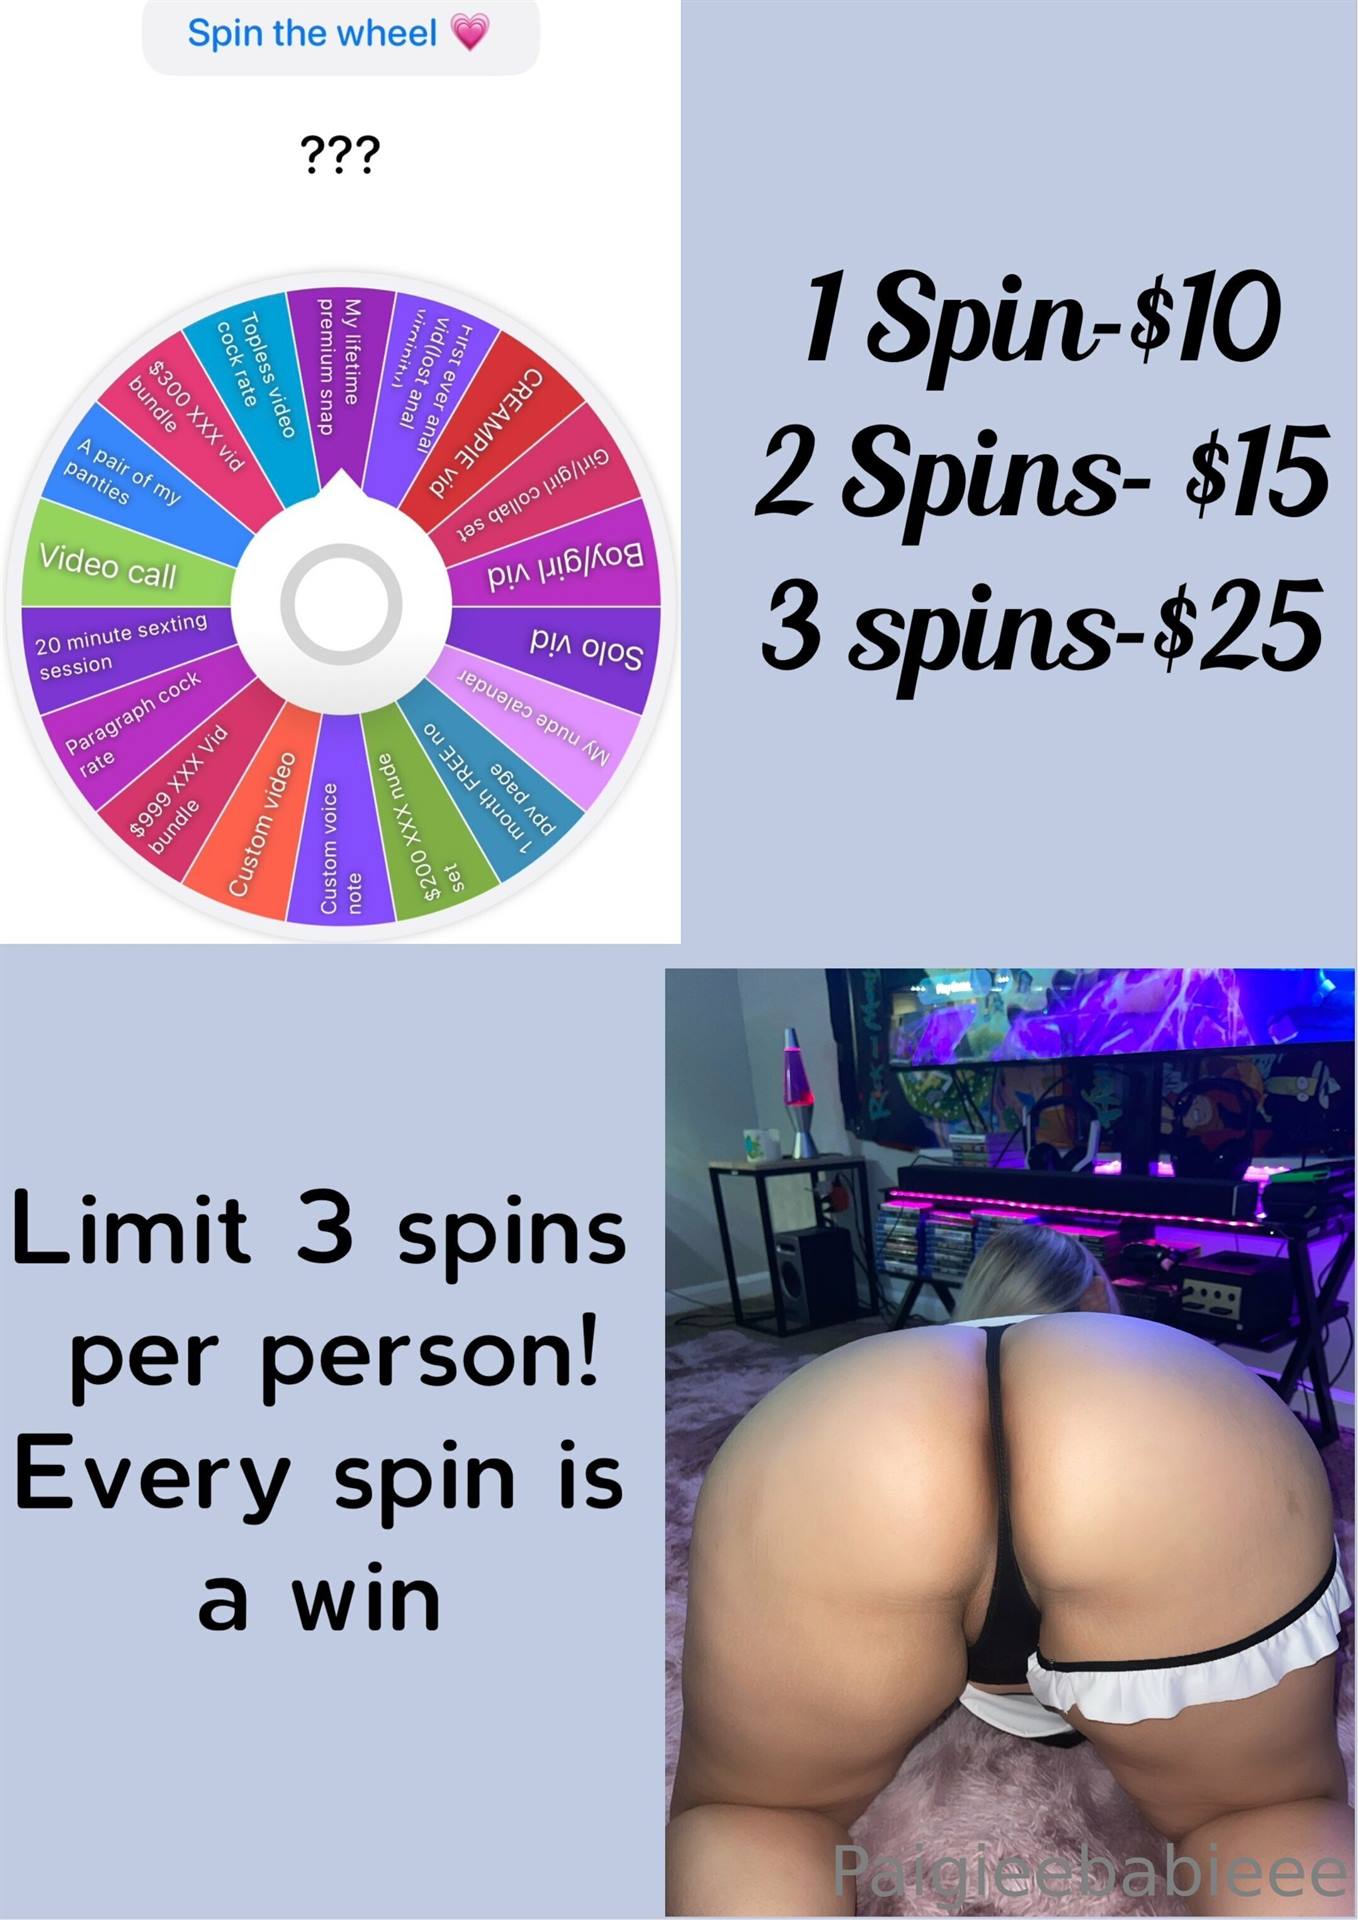 Spin the wheel 💗
???
My lifetime
premium snap
First ever anal
vid(lost anal
virginity)
CREAMPIE vid
Girl/girl collab set
Boy/girl vid
Solo vid
My nude calendar
1 month FREE no
ppv page
$200 XXX nude
set
Custom voice
note
Custom video
$999 XXX Vid
bundle
Paragraph cock
rate
20 minute sexting
session
Video call
A pair of my
panties
$300 XXX vid
bundle
Topless video
cock rate
1 Spin-$10
2 Spins- $15
3 spins-$25
Limit 3 spins
per person!
Every spin is
a win
Paigieebabieee